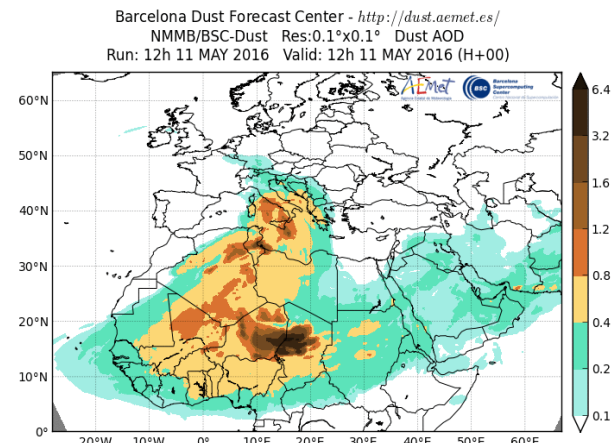 Barcelona Dust Forecast Center - http://dust.aemet.es/
NMMB/BSC-Dust Res:0.1°x0.1° Dust AOD
Run: 12h 11 MAY 2016 Valid: 12h 11 MAY 2016 (H+00)
AEMet
BSC
Barcelona
Supercomputing
Center
60°N
50°N
40°N
30°N
20°N
10°N
0°
20°W 10°W 0° 10°E 20°E 30°E 40°E 50°E 60°E
6.4
3.2
1.6
1.2
0.8
0.4
0.2
0.1